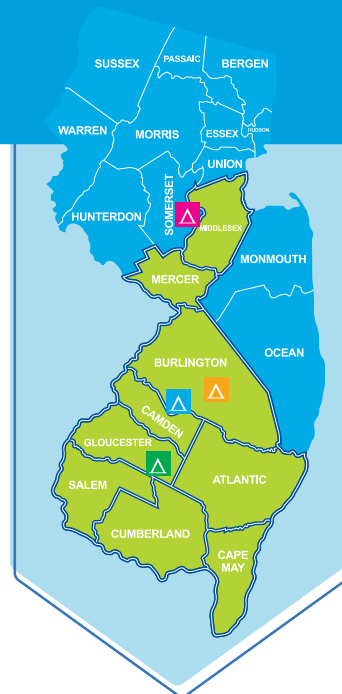 SUSSEX
PASSAIC
BERGEN
WARREN
MORRIS
ESSEX
HUDSON
UNION
HUNTERDON
SOMERSET
MIDDLESEX
MONMOUTH
MERCER
OCEAN
BURLINGTON
CAMDEN
GLOUCESTER
SALEM
ATLANTIC
CUMBERLAND
CAPE
MAY